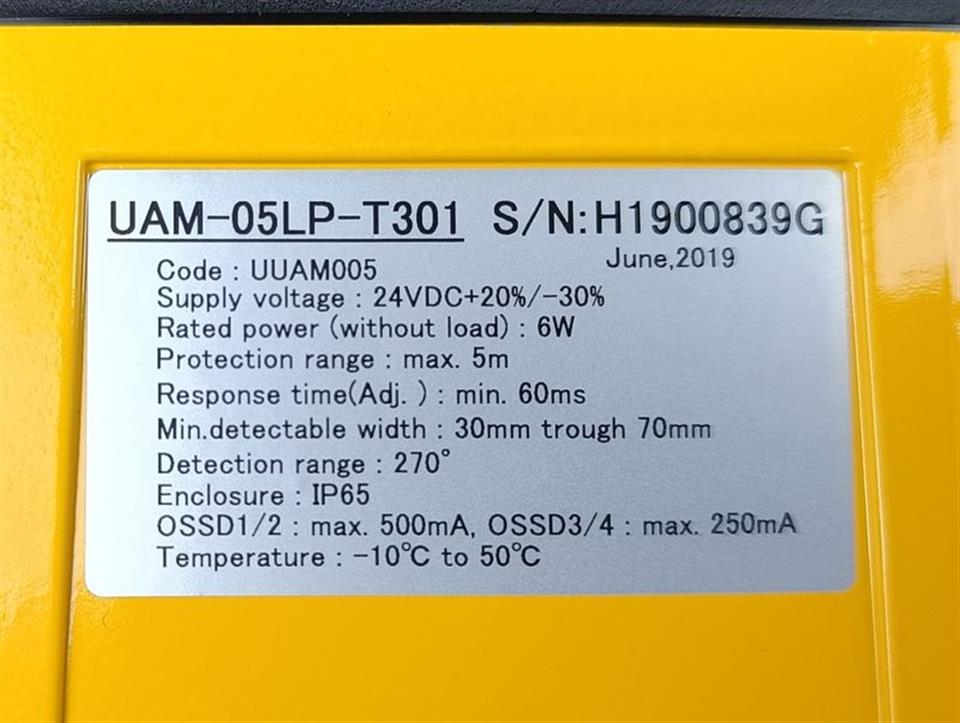 UAM-05LP-T301 S/N:H1900839G
June,2019
Code : UUAM005
Supply voltage : 24VDC+20%/-30%
Rated power (without load) : 6W
Protection range : max. 5m
Response time(Adj. ) : min. 60ms
Min.detectable width : 30mm trough 70mm
Detection range : 270°
Enclosure : IP65
OSSD1/2 : max. 500mA, OSSD3/4 : max. 250mA
Temperature : -10℃ to 50℃